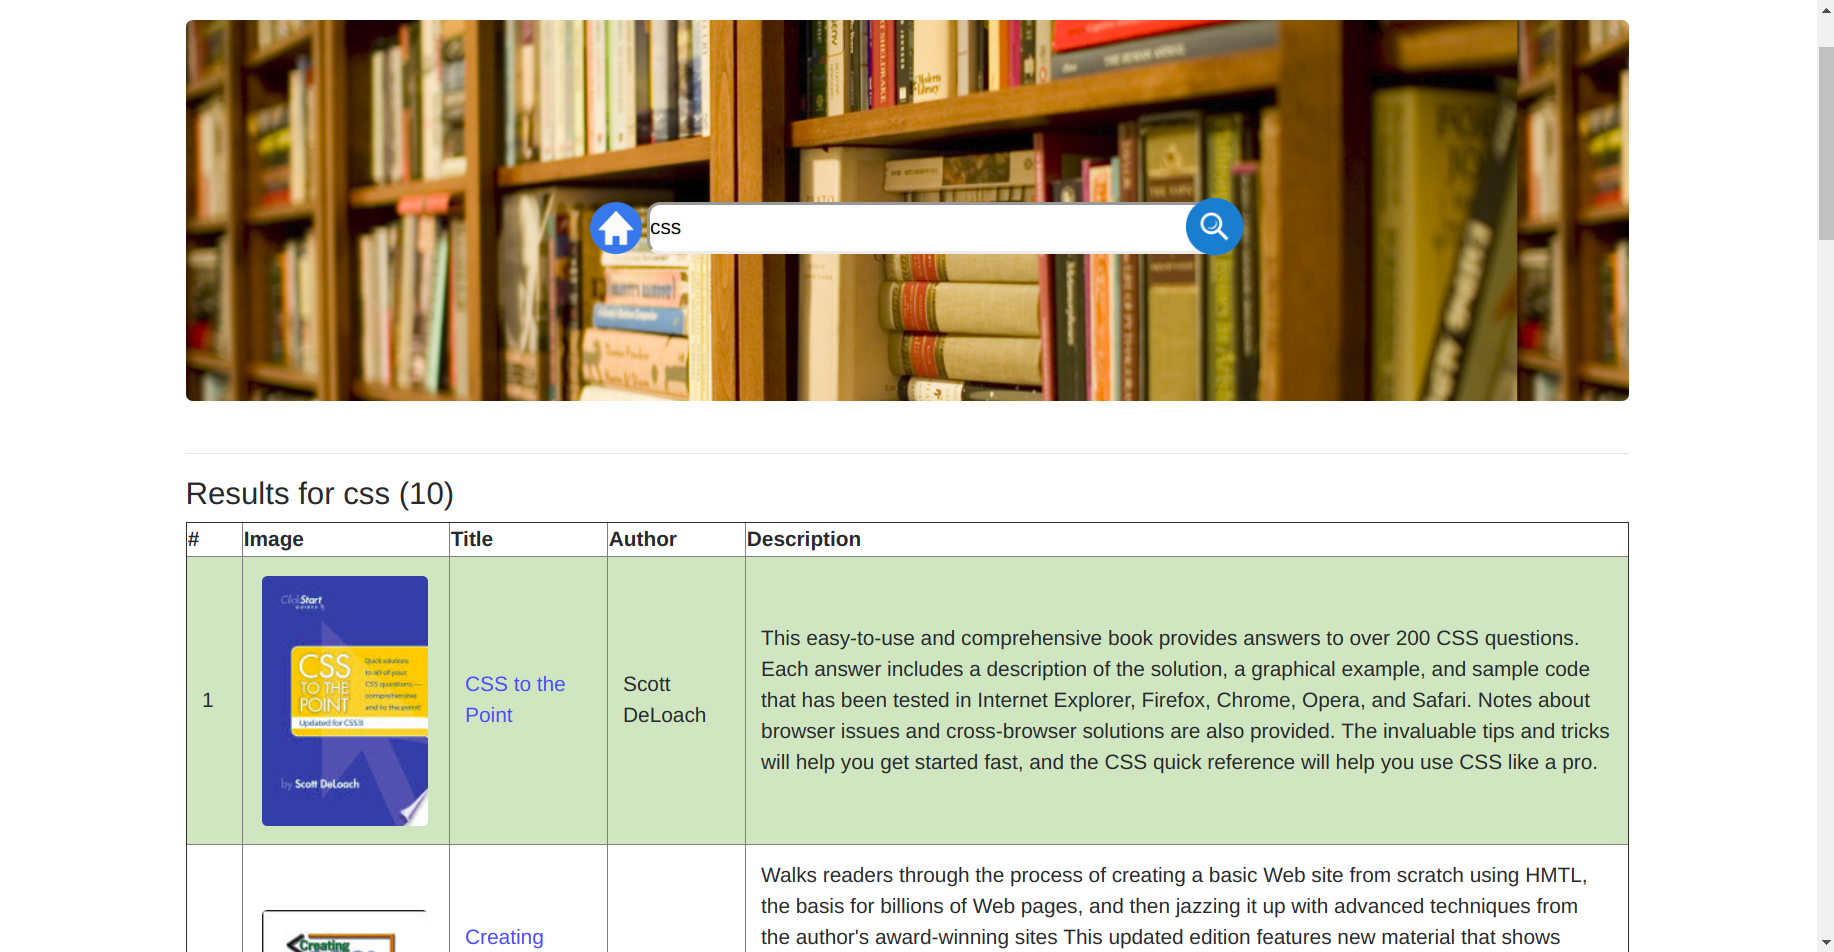 THE HUMAN ANIMAL
Modern
Library
css
Results for css (10)
# Image Title Author Description
ClickStart
GUIDES
CSS
TO THE
POINT
Quick solutions
to all of your
CSS questions —
comprehensive
and to the point!
Updated for CSS3!
by Scott DeLoach
1
CSS to the
Point
Scott
DeLoach
This easy-to-use and comprehensive book provides answers to over 200 CSS questions.
Each answer includes a description of the solution, a graphical example, and sample code
that has been tested in Internet Explorer, Firefox, Chrome, Opera, and Safari. Notes about
browser issues and cross-browser solutions are also provided. The invaluable tips and tricks
will help you get started fast, and the CSS quick reference will help you use CSS like a pro.
Creating
Creating
Walks readers through the process of creating a basic Web site from scratch using HMTL,
the basis for billions of Web pages, and then jazzing it up with advanced techniques from
the author's award-winning sites This updated edition features new material that shows